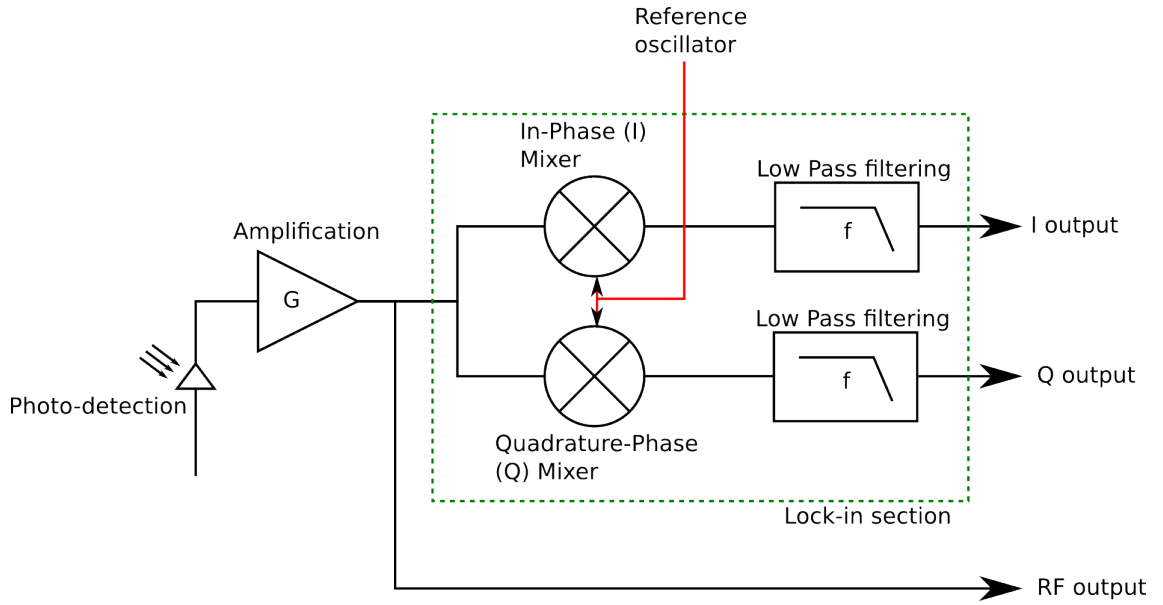 Reference
oscillator
In-Phase (I)
Mixer
Low Pass filtering
f
I output
Amplification
G
Photo-detection
Low Pass filtering
f
Q output
Quadrature-Phase
(Q) Mixer
Lock-in section
RF output